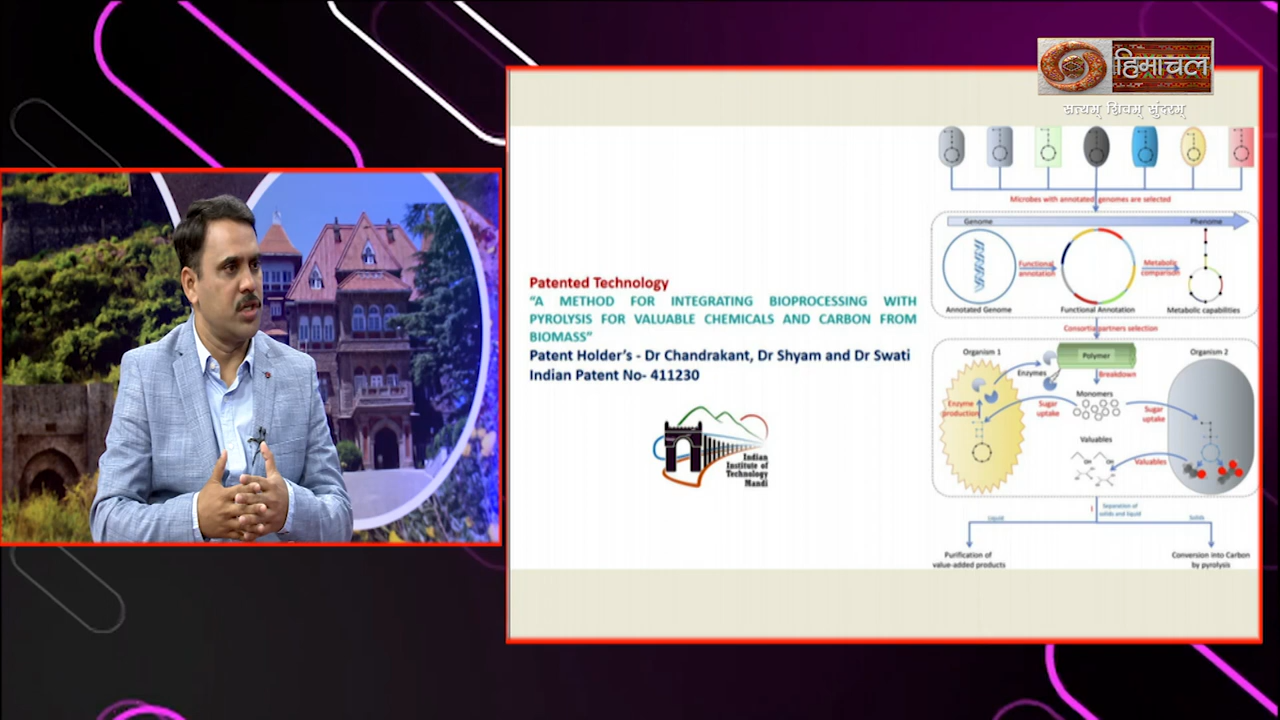 हिमाचल
सत्यम् शिवम् सुंदरम्
Patented Technology
“A METHOD FOR INTEGRATING BIOPROCESSING WITH
PYROLYSIS FOR VALUABLE CHEMICALS AND CARBON FROM
BIOMASS”
Patent Holder’s - Dr Chandrakant, Dr Shyam and Dr Swati
Indian Patent No- 411230
Indian
Institute of
Technology
Mandi
Microbes with annotated genomes are selected
Genome
Phenome
Functional
annotation
Metabolic
comparison
Annotated Genome
Functional Annotation
Metabolic capabilities
Consortia partners selection
Organism 1
Polymer
Organism 2
Enzymes
Breakdown
Enzyme
production
Sugar
uptake
Monomers
Sugar
uptake
Valuables
Valuables
Separation of
solids and liquid
Liquid
Solids
Purification of
value-added products
Conversion into Carbon
by pyrolysis